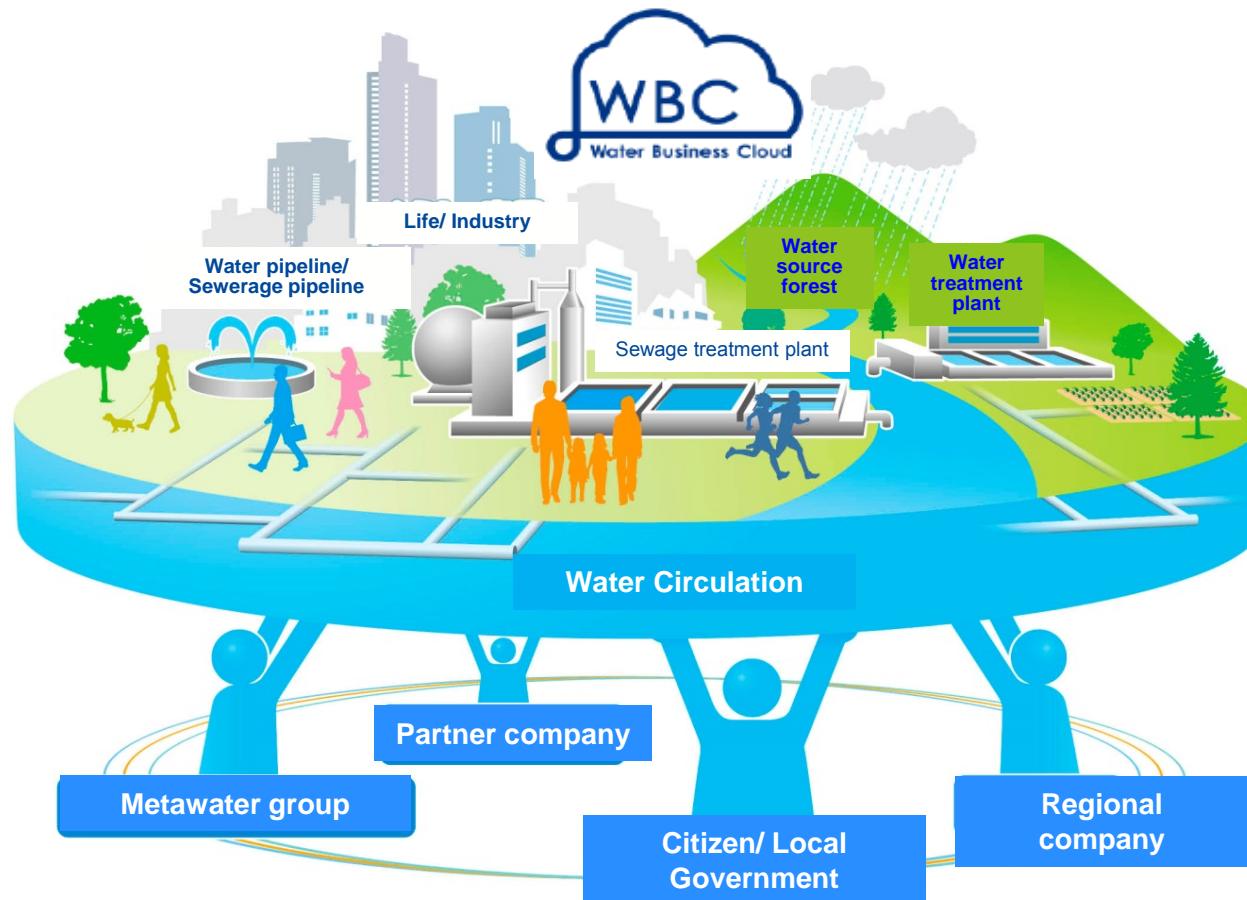 WBC
Water Business Cloud
Life/ Industry
Water pipeline/
Sewerage pipeline
Water
source
forest
Water
treatment
plant
Sewage treatment plant
Water Circulation
Partner company
Metawater group
Regional
company
Citizen/ Local
Government